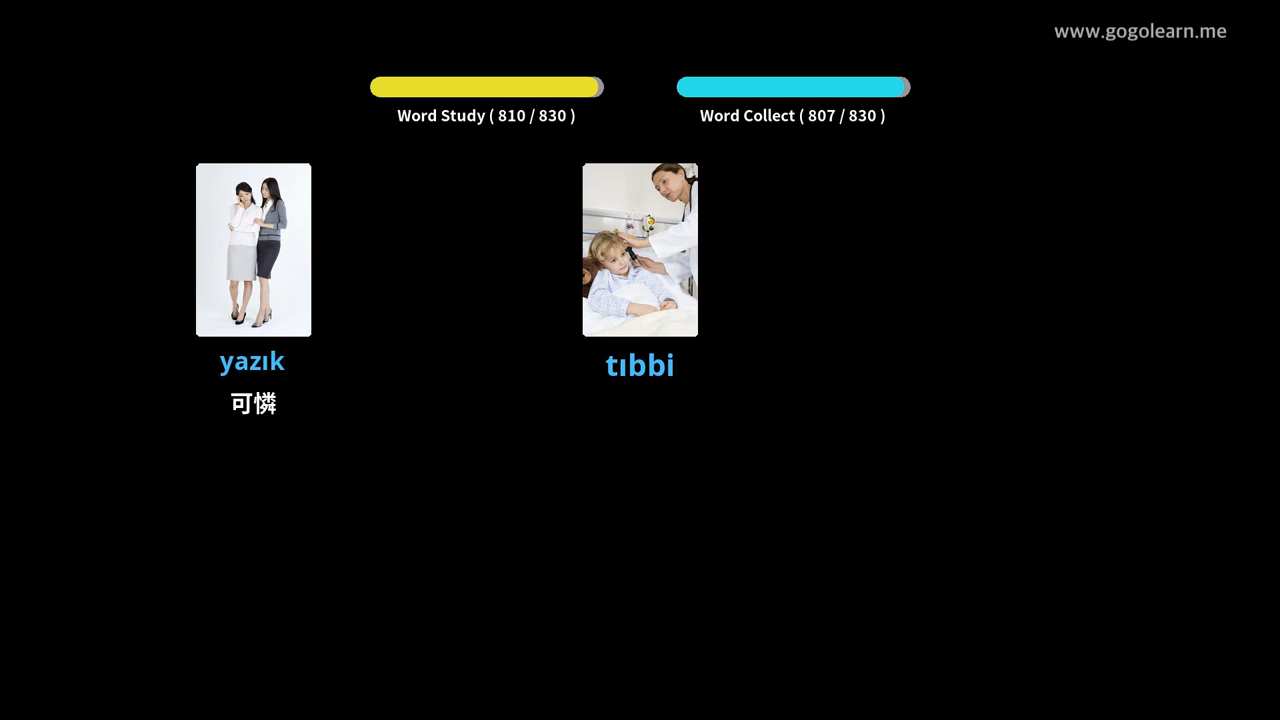 www.gogolearn.me
Word Study ( 810 / 830 )
Word Collect ( 807 / 830 )
yazık
可憐
tıbbi